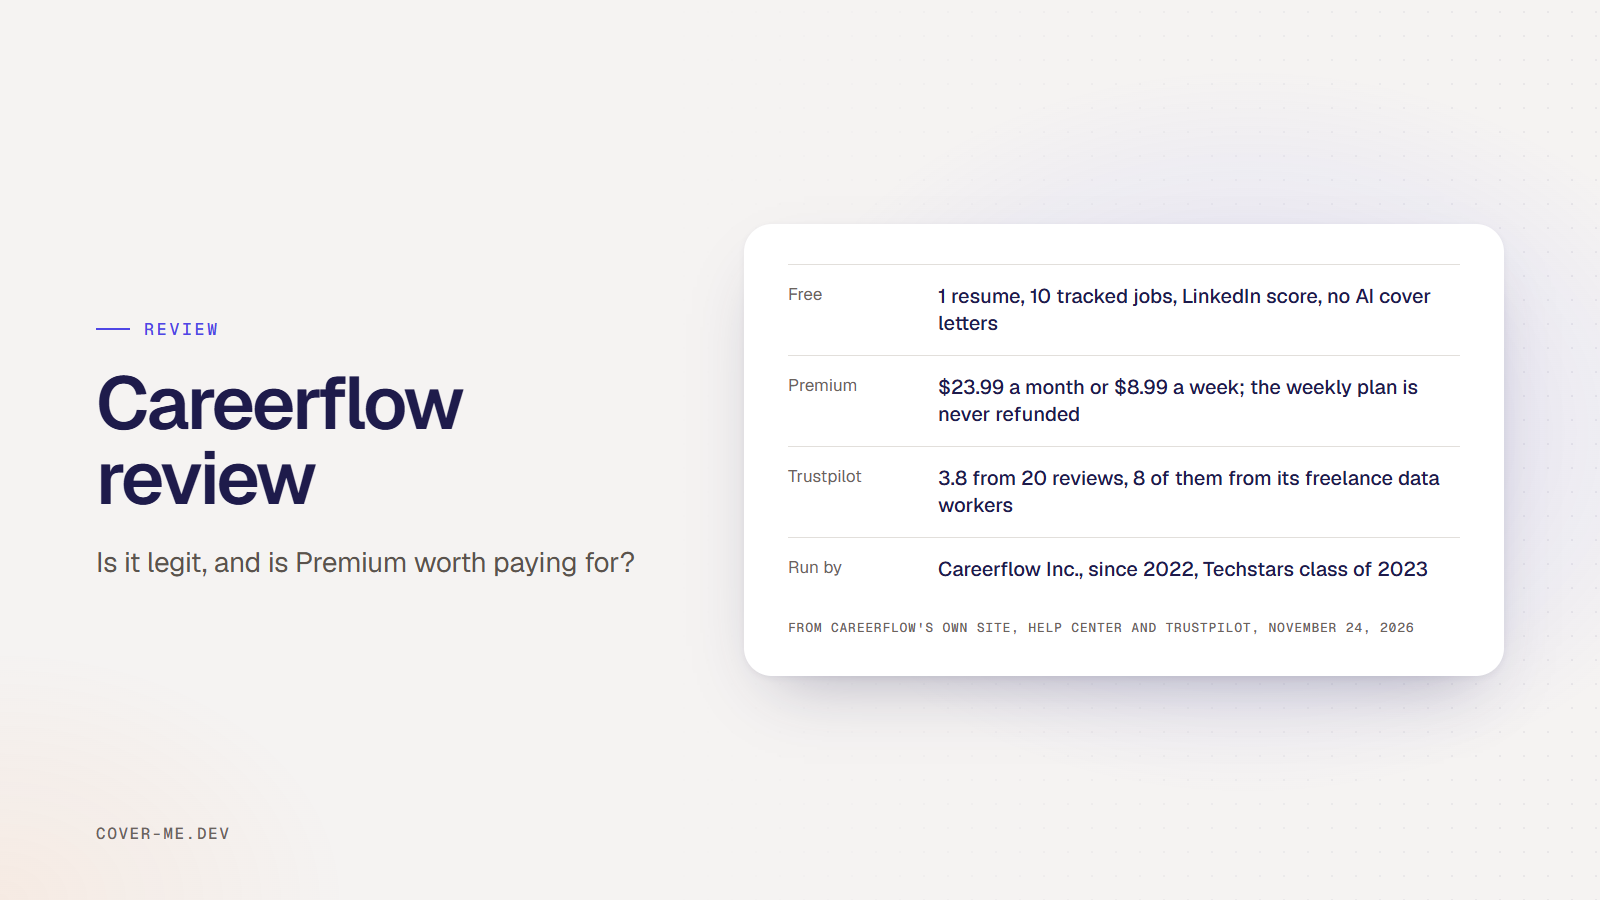 REVIEW
Careerflow
review
Is it legit, and is Premium worth paying for?
Free
1 resume, 10 tracked jobs, LinkedIn score, no AI cover
letters
Premium
$23.99 a month or $8.99 a week; the weekly plan is
never refunded
Trustpilot
3.8 from 20 reviews, 8 of them from its freelance data
workers
Run by
Careerflow Inc., since 2022, Techstars class of 2023
FROM CAREERFLOW'S OWN SITE, HELP CENTER AND TRUSTPILOT, NOVEMBER 24, 2026
COVER-ME.DEV